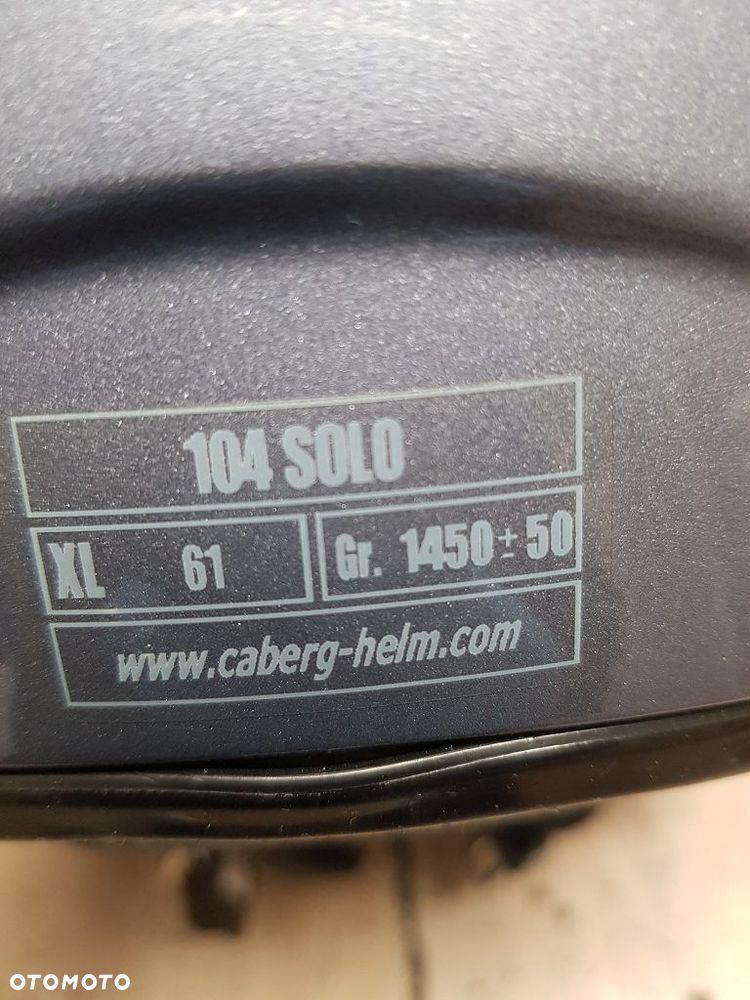 104 SOLO
XL 61 Gr. 1450 ± 50
www.caberg-helm.com
OTOMOTO